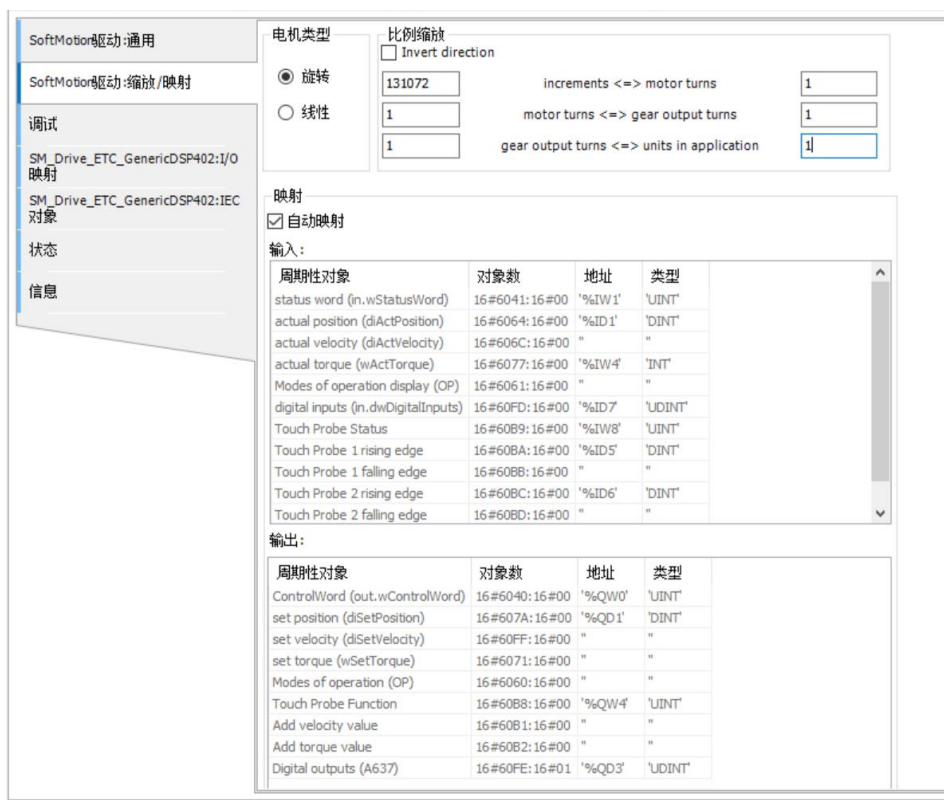 SoftMotion驱动:通用
SoftMotion驱动:缩放/映射
调试
SM_Drive_ETC_GenericDSP402:I/O
映射
SM_Drive_ETC_GenericDSP402:IEC
对象
状态
信息
电机类型
旋转
线性
比例缩放
Invert direction
131072 increments <=> motor turns 1
1 motor turns <=> gear output turns 1
1 gear output turns <=> units in application 1
映射
自动映射
输入:
周期性对象 对象数 地址 类型
status word (in.wStatusWord) 16#6041:16#00 '%IW1' 'UINT'
actual position (diActPosition) 16#6064:16#00 '%ID1' 'DINT'
actual velocity (diActVelocity) 16#606C:16#00 '' ''
actual torque (wActTorque) 16#6077:16#00 '%IW4' 'INT'
Modes of operation display (OP) 16#6061:16#00 '' ''
digital inputs (in.dwDigitalInputs) 16#60FD:16#00 '%ID7' 'UDINT'
Touch Probe Status 16#60B9:16#00 '%IW8' 'UINT'
Touch Probe 1 rising edge 16#60BA:16#00 '%ID5' 'DINT'
Touch Probe 1 falling edge 16#60BB:16#00 '' ''
Touch Probe 2 rising edge 16#60BC:16#00 '%ID6' 'DINT'
Touch Probe 2 falling edge 16#60BD:16#00 '' ''
输出:
周期性对象 对象数 地址 类型
ControlWord (out.wControlWord) 16#6040:16#00 '%QW0' 'UINT'
set position (diSetPosition) 16#607A:16#00 '%QD1' 'DINT'
set velocity (diSetVelocity) 16#60FF:16#00 '' ''
set torque (wSetTorque) 16#6071:16#00 '' ''
Modes of operation (OP) 16#6060:16#00 '' ''
Touch Probe Function 16#60B8:16#00 '%QW4' 'UINT'
Add velocity value 16#60B1:16#00 '' ''
Add torque value 16#60B2:16#00 '' ''
Digital outputs (A637) 16#60FE:16#01 '%QD3' 'UDINT'